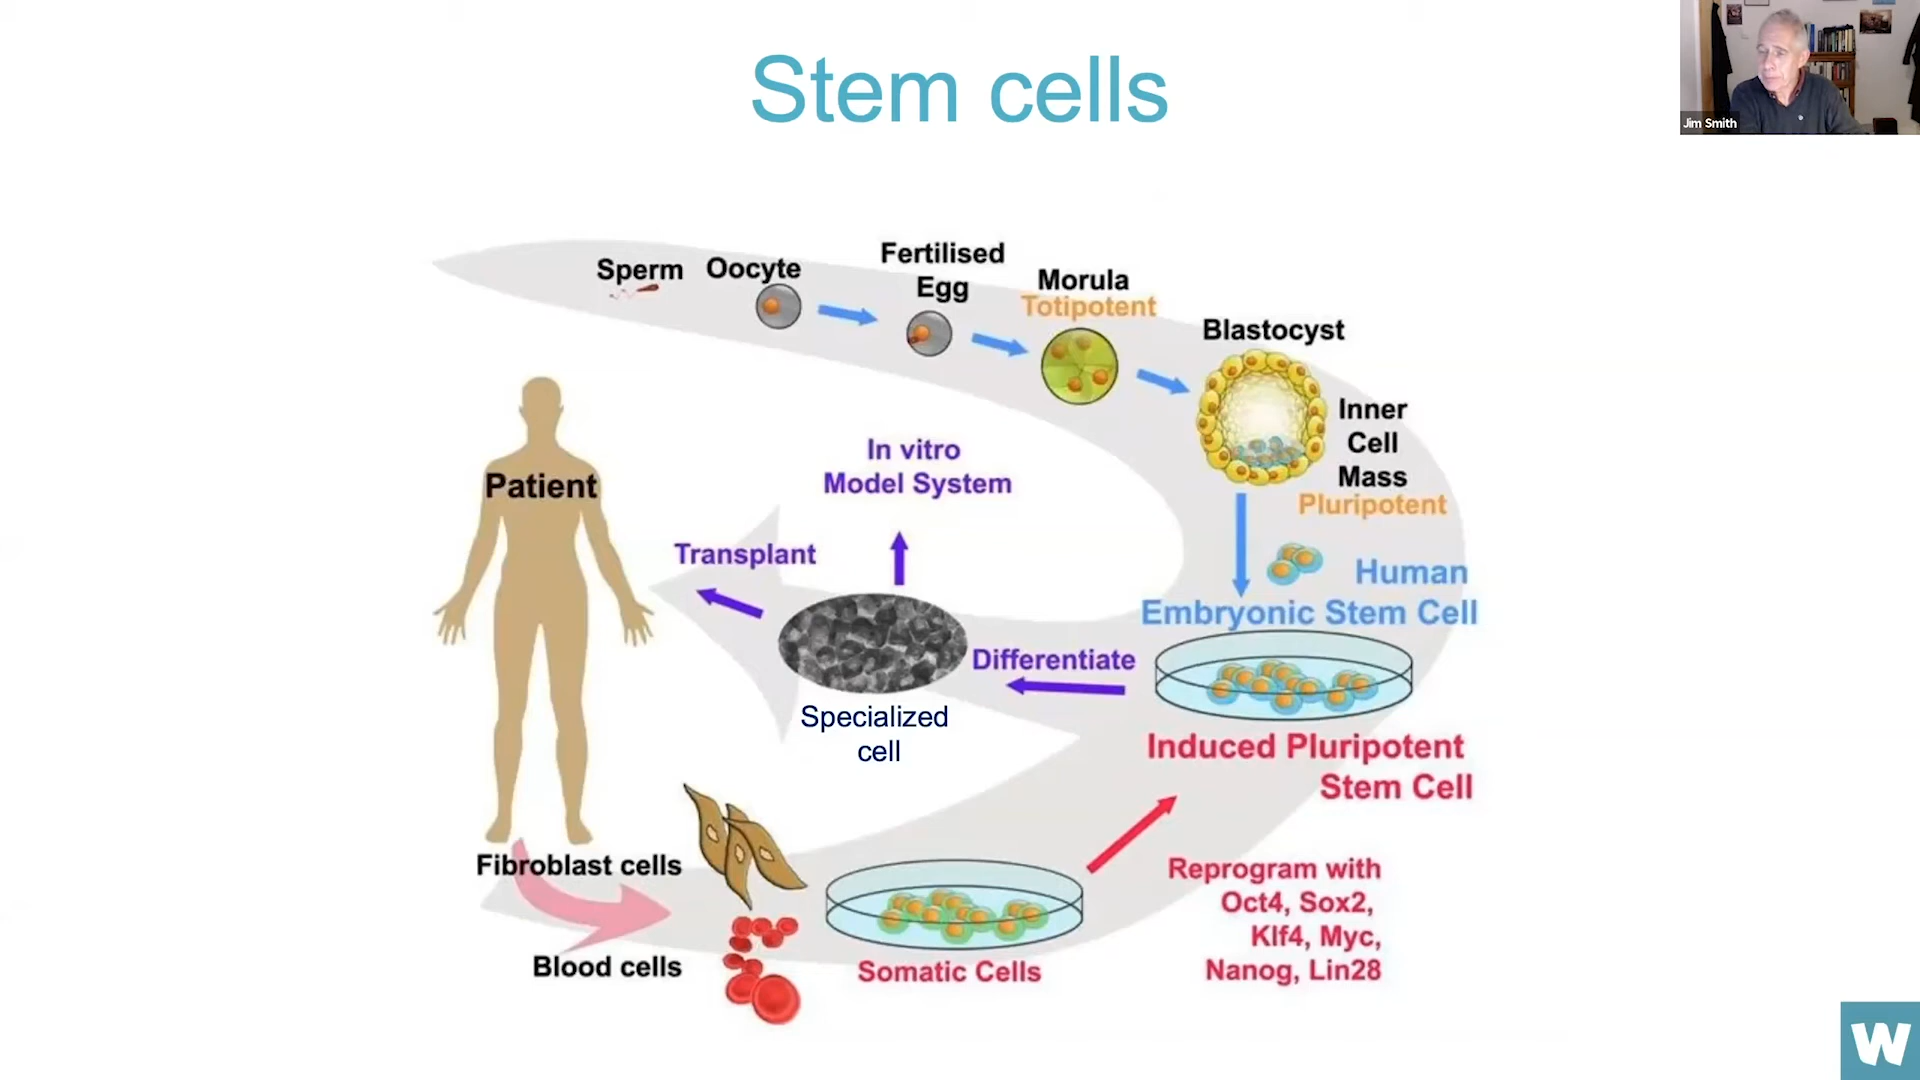 Stem cells
Jim Smith
Sperm
Oocyte
Fertilised
Egg
Morula
Totipotent
Blastocyst
Inner
Cell
Mass
Pluripotent
Patient
In vitro
Model System
Transplant
Human
Embryonic Stem Cell
Differentiate
Specialized
cell
Induced Pluripotent
Stem Cell
Fibroblast cells
Blood cells
Somatic Cells
Reprogram with
Oct4, Sox2,
Klf4, Myc,
Nanog, Lin28
W